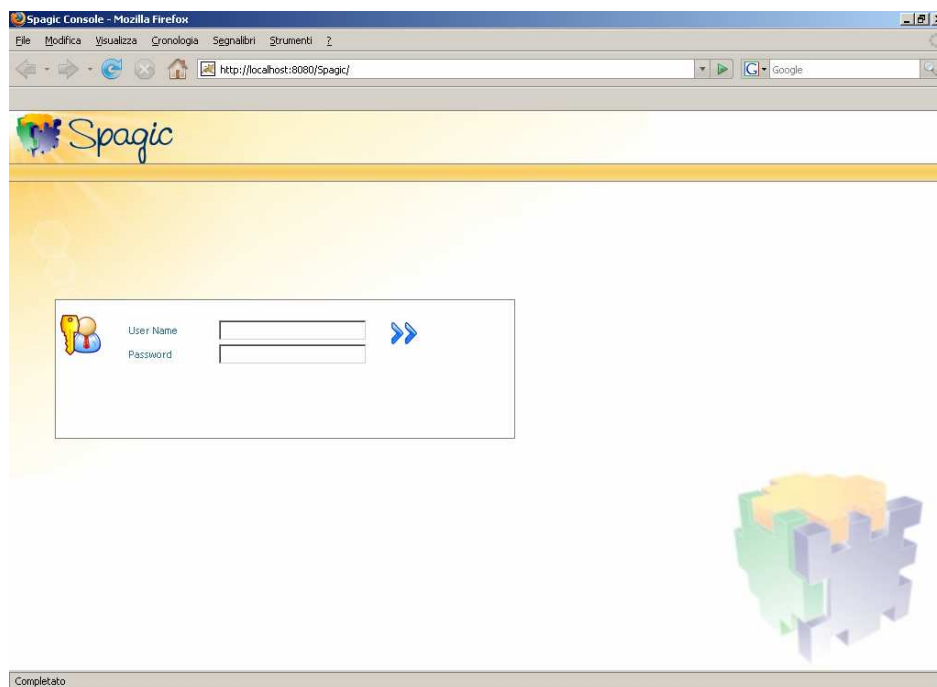 Spagic Console - Mozilla Firefox
File Modifica Visualizza Cronologia Segnalibri Strumenti ?
http://localhost:8080/Spagic/
G Google
Spagic
User Name
Password
Completato